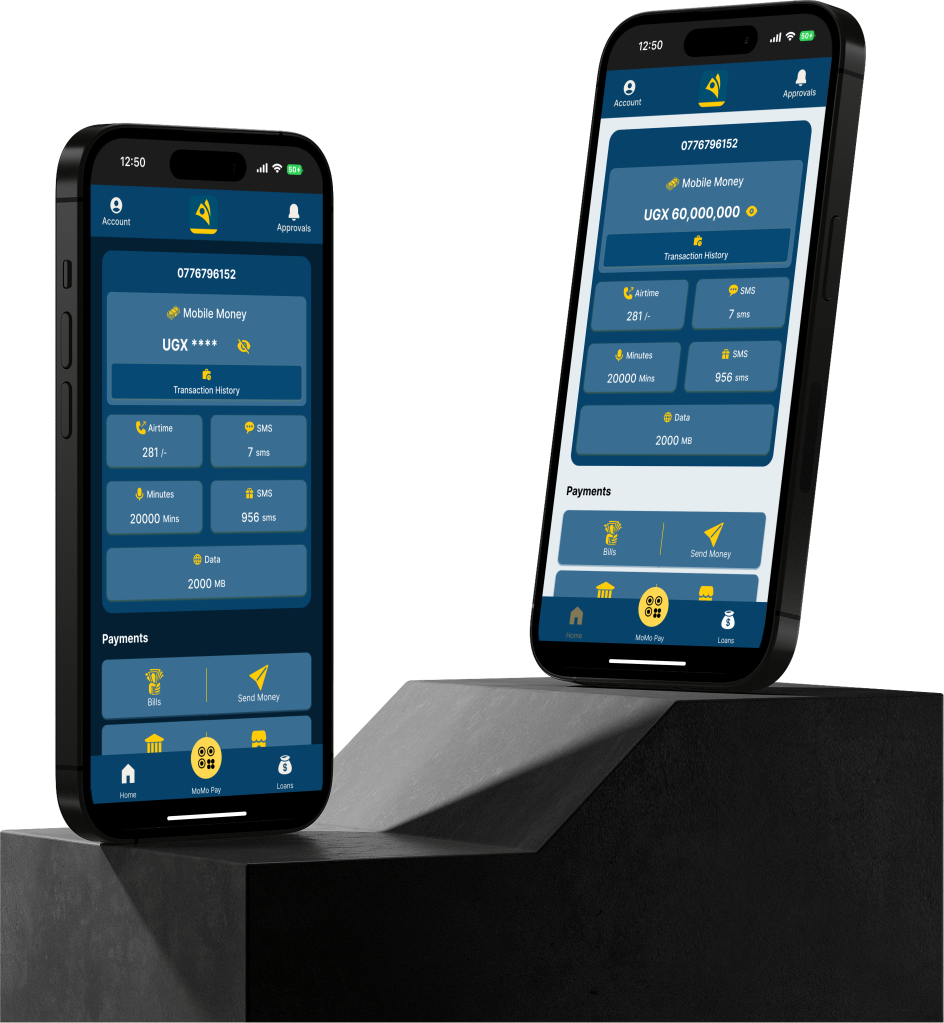 12:50
50+
Account
Approvals
0776796152
Mobile Money
UGX ****
Transaction History
Airtime
SMS
281 /-
7 sms
Minutes
SMS
20000 Mins
956 sms
Data
2000 MB
Payments
Bills
Send Money
Home
MoMo Pay
Loans
12:50
50+
Account
Approvals
0776796152
Mobile Money
UGX 60,000,000
Transaction History
Airtime
SMS
281 /-
7 sms
Minutes
SMS
20000 Mins
956 sms
Data
2000 MB
Payments
Bills
Send Money
Home
MoMo Pay
Loans